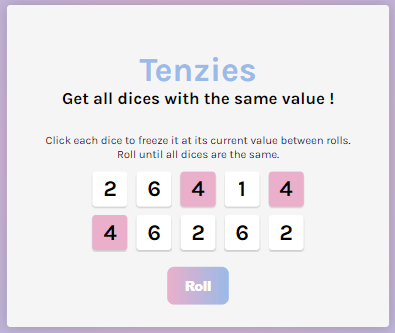 Tenzies
Get all dices with the same value !
Click each dice to freeze it at its current value between rolls.
Roll until all dices are the same.
2 6 4 1 4
4 6 2 6 2
Roll